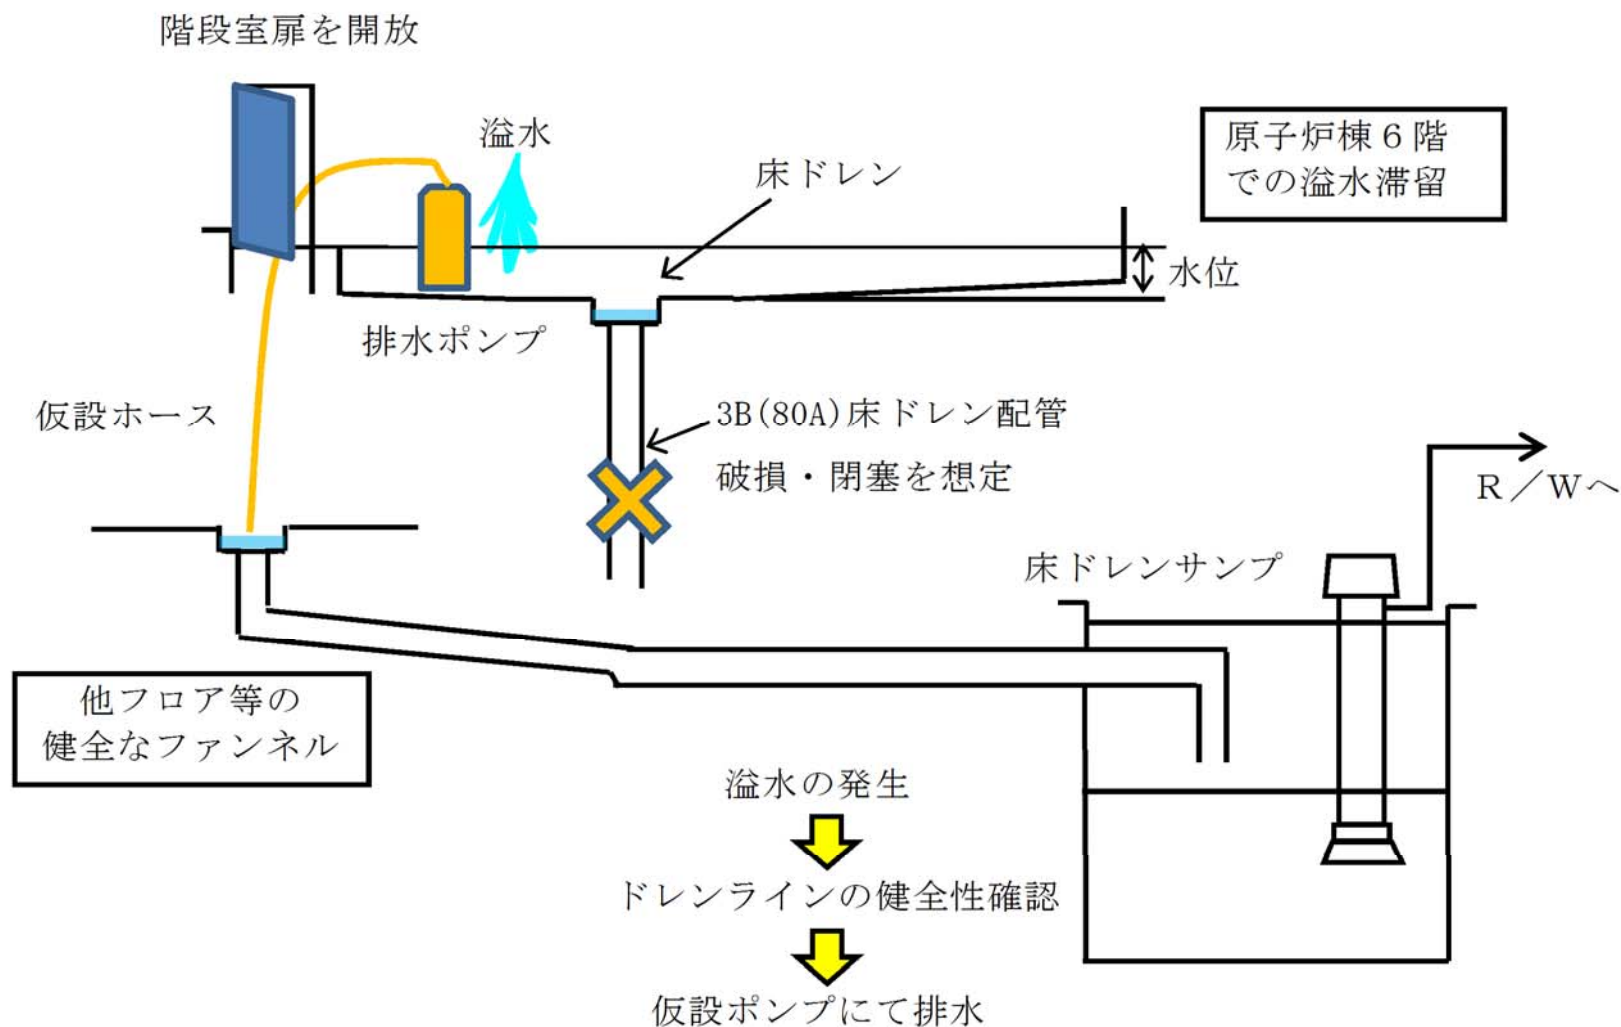 階段室扉を開放
溢水
床ドレン
原子炉棟６階
での溢水滞留
水位
排水ポンプ
仮設ホース
3B(80A)床ドレン配管
破損・閉塞を想定
Ｒ／Ｗへ
床ドレンサンプ
他フロア等の
健全なファンネル
溢水の発生
ドレンラインの健全性確認
仮設ポンプにて排水